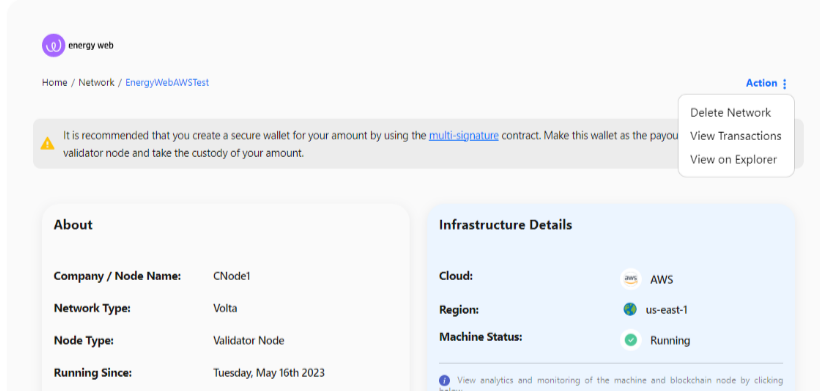 energy web
Home / Network / EnergyWebAWSTest
Action
Delete Network
View Transactions
View on Explorer
It is recommended that you create a secure wallet for your amount by using the multi-signature contract. Make this wallet as the payou
validator node and take the custody of your amount.
About
Company / Node Name: CNode1
Network Type: Volta
Node Type: Validator Node
Running Since: Tuesday, May 16th 2023
Infrastructure Details
Cloud: aws AWS
Region: us-east-1
Machine Status: Running
View analytics and monitoring of the machine and blockchain node by clicking